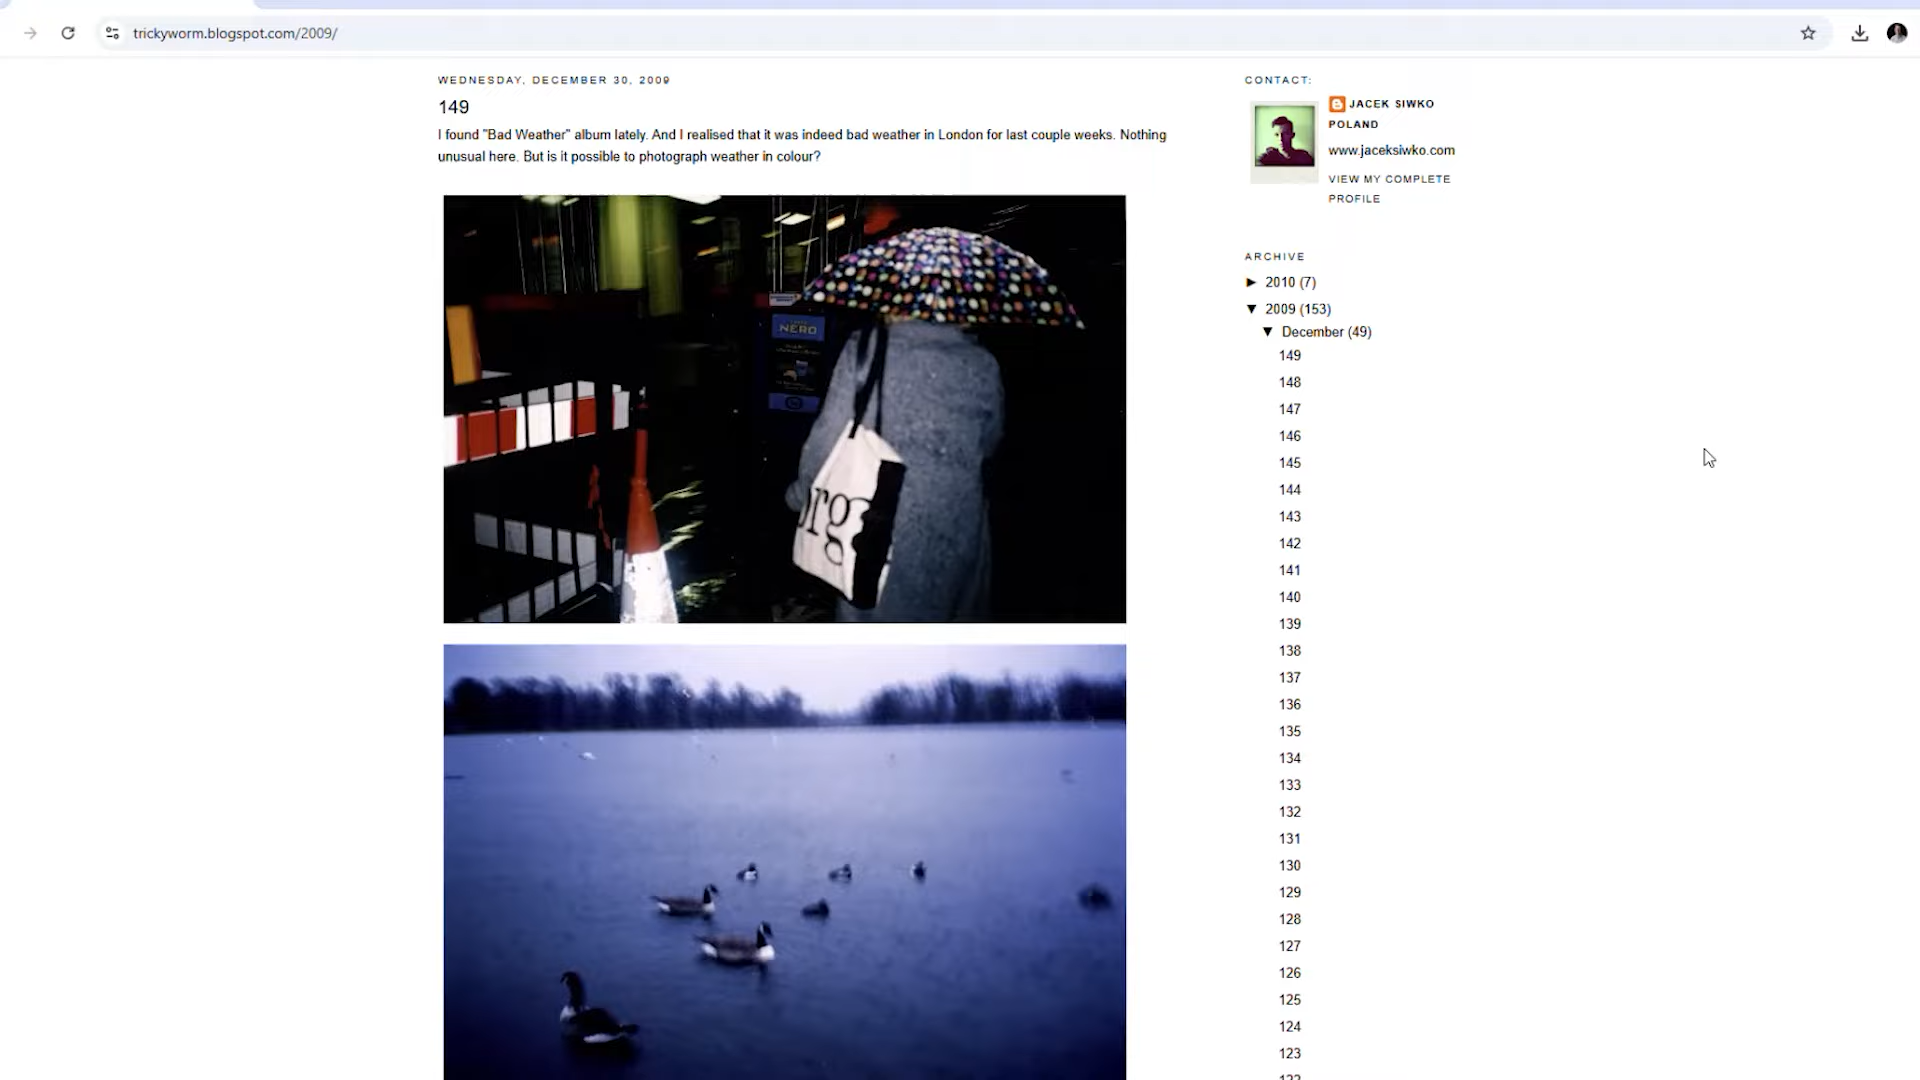 trickyworm.blogspot.com/2009/
WEDNESDAY, DECEMBER 30, 2009
149
I found "Bad Weather" album lately. And I realised that it was indeed bad weather in London for last couple weeks. Nothing
unusual here. But is it possible to photograph weather in colour?
NERO
org
CONTACT:
JACEK SIWKO
POLAND
www.jaceksiwko.com
VIEW MY COMPLETE
PROFILE
ARCHIVE
► 2010 (7)
▼ 2009 (153)
▼ December (49)
149
148
147
146
145
144
143
142
141
140
139
138
137
136
135
134
133
132
131
130
129
128
127
126
125
124
123